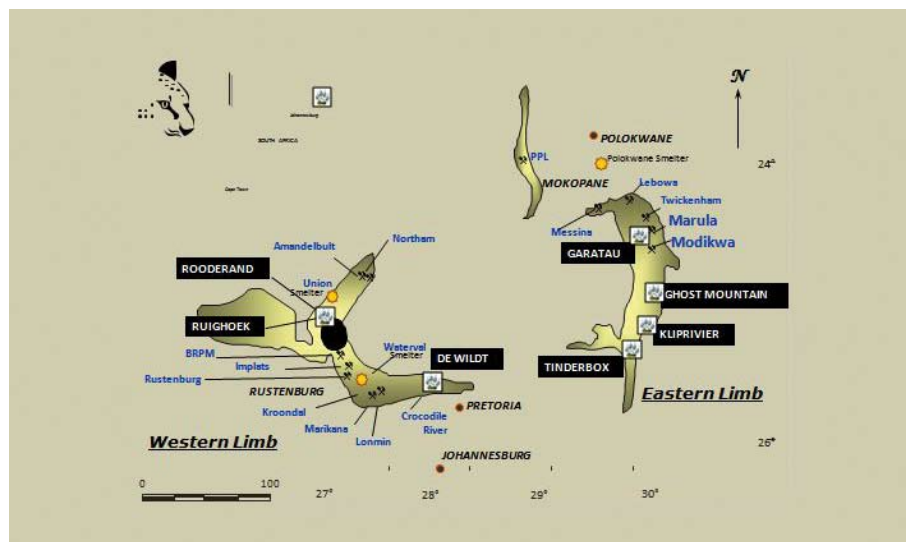 Johannesburg
SOUTH AFRICA
Cape Town
N
POLOKWANE
Polokwane Smelter
24°
PPL
MOKOPANE
Lebowa
Twickenham
Messina
Marula
Modikwa
GARATAU
Northam
Amandelbult
ROODERAND
Union
Smelter
GHOST MOUNTAIN
RUIGHOEK
KLIPRIVIER
BRPM
Waterval
Smelter
DE WILDT
Implats
TINDERBOX
Rustenburg
RUSTENBURG
Eastern Limb
Kroondal
PRETORIA
Crocodile
River
Marikana
Lonmin
Western Limb
26°
JOHANNESBURG
0
100
27°
28°
29°
30°